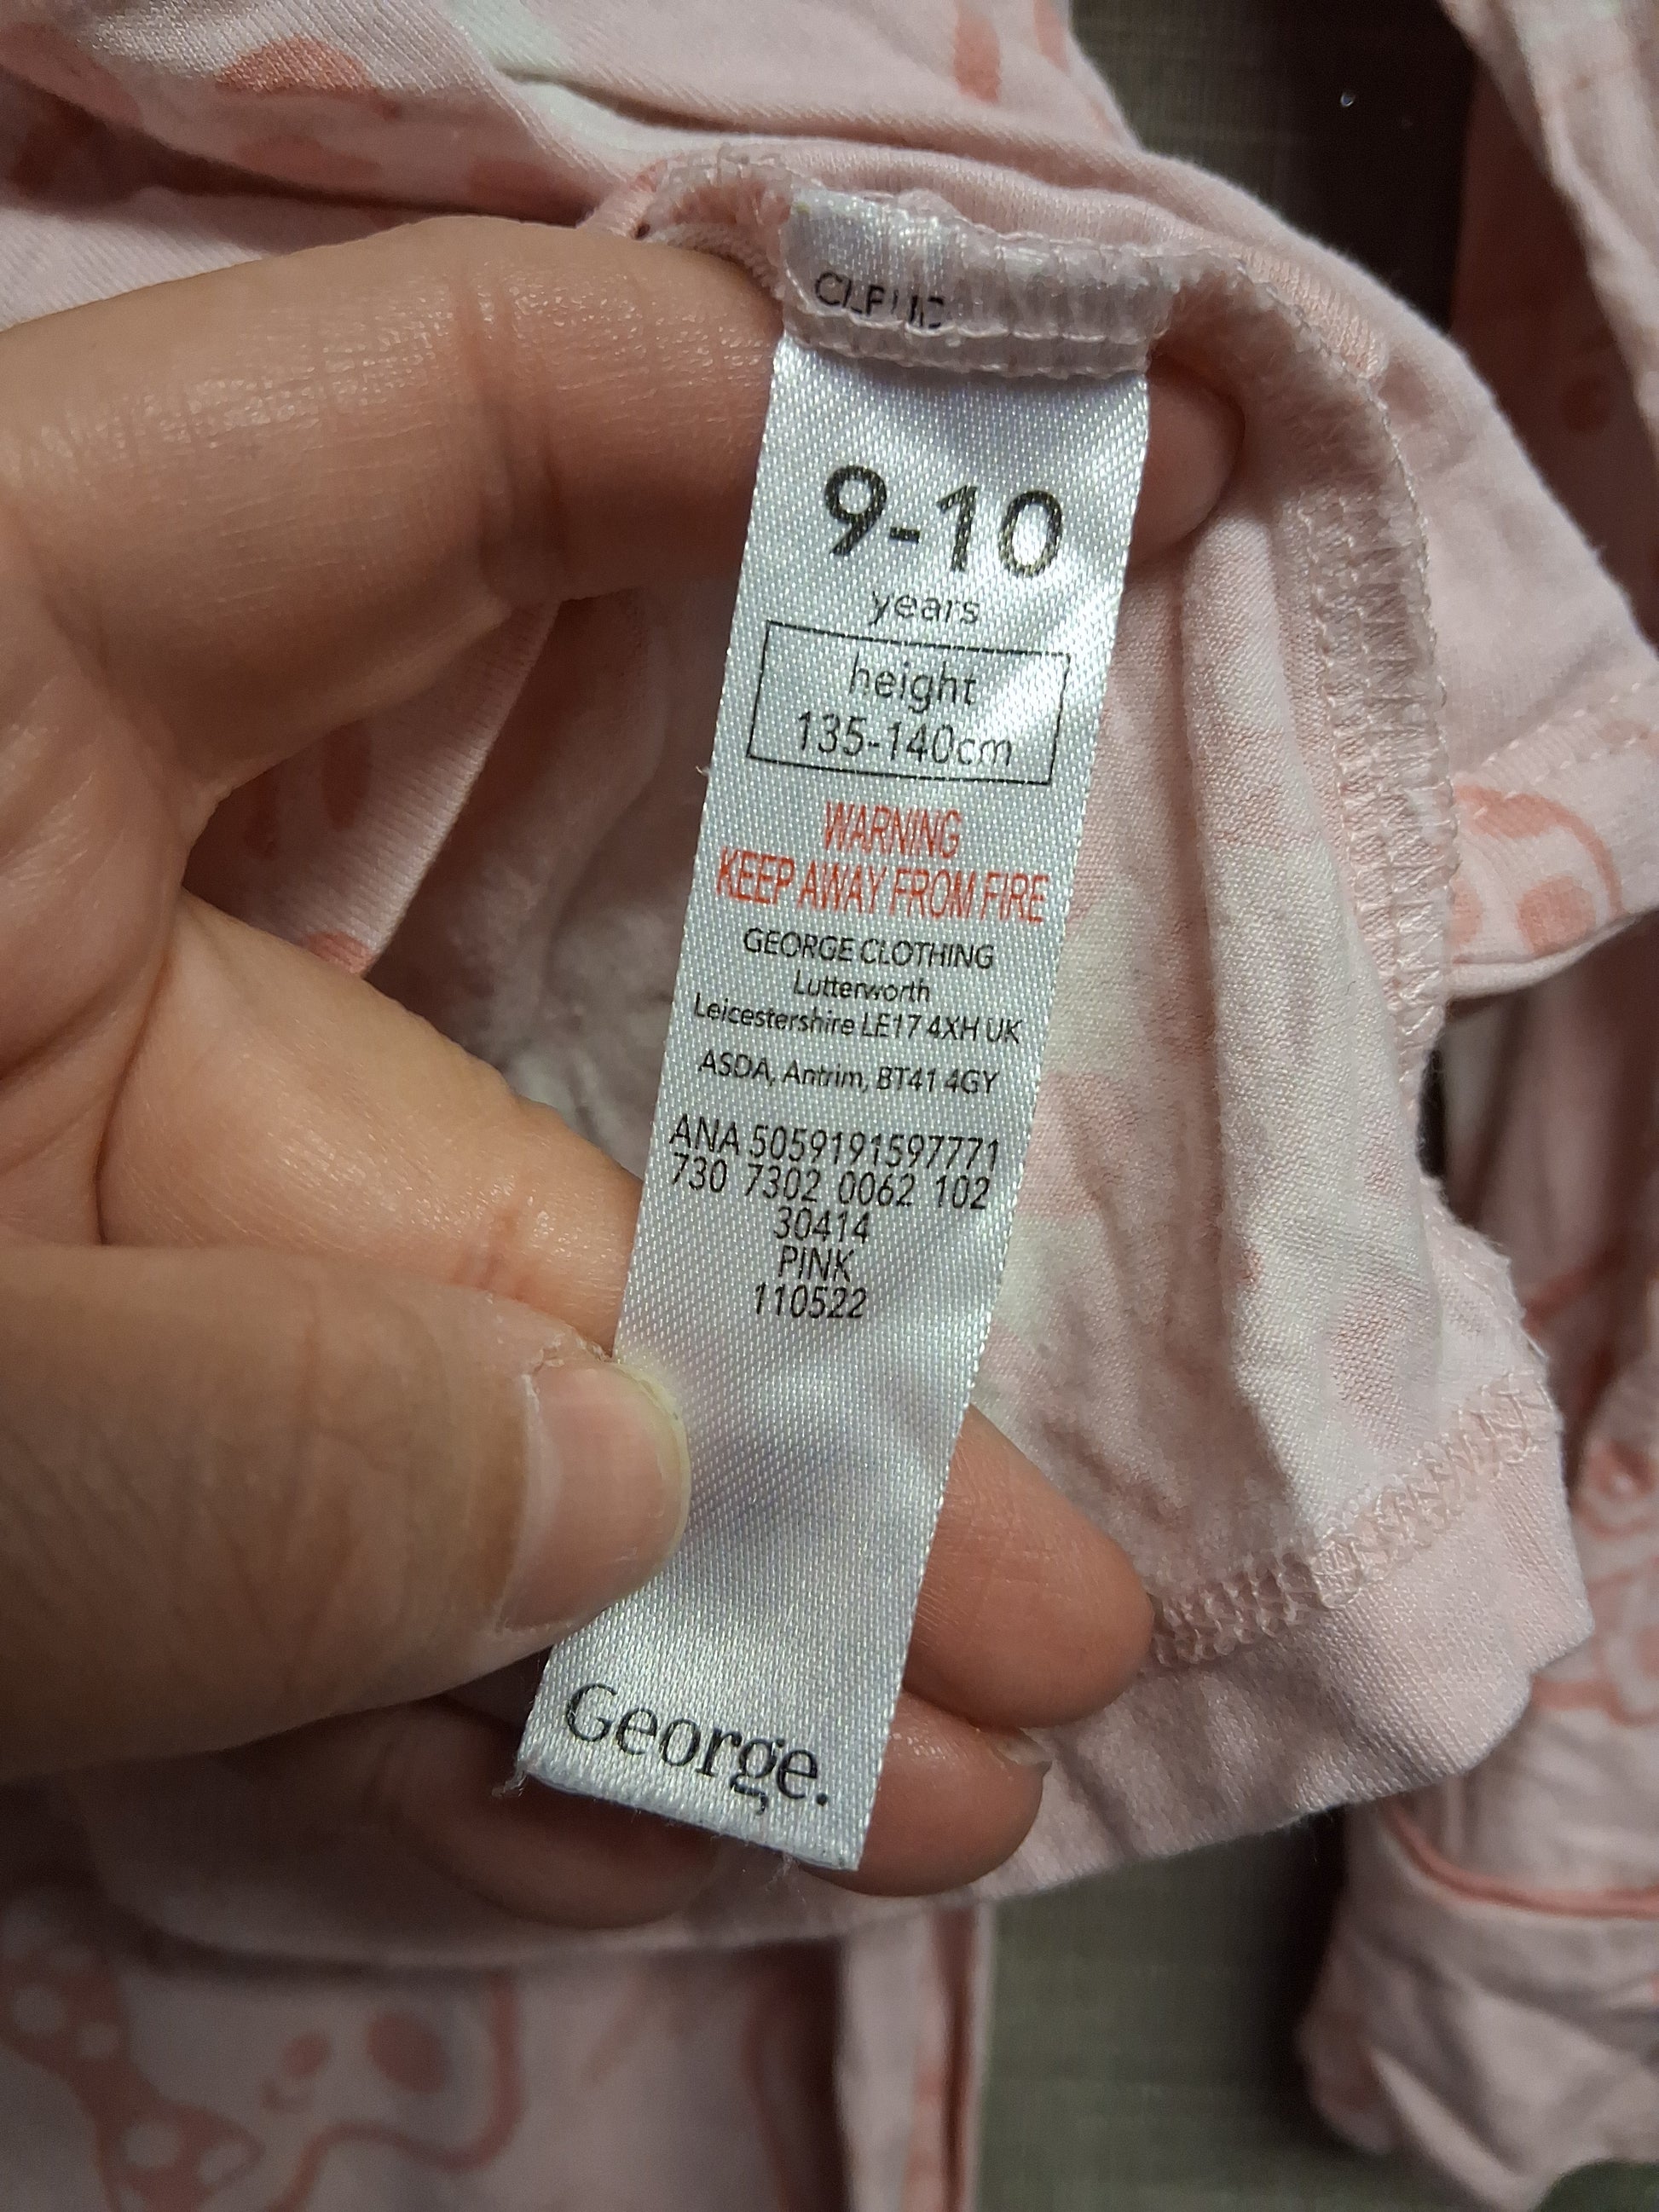 9-10
years
height
135-140cm
WARNING
KEEP AWAY FROM FIRE
GEORGE CLOTHING
Lutterworth
Leicestershire LE17 4XH UK
ASDA, Antrim, BT41 4GY
ANA 5059191597771
730 7302 0062 102
30414
PINK
110522
George.